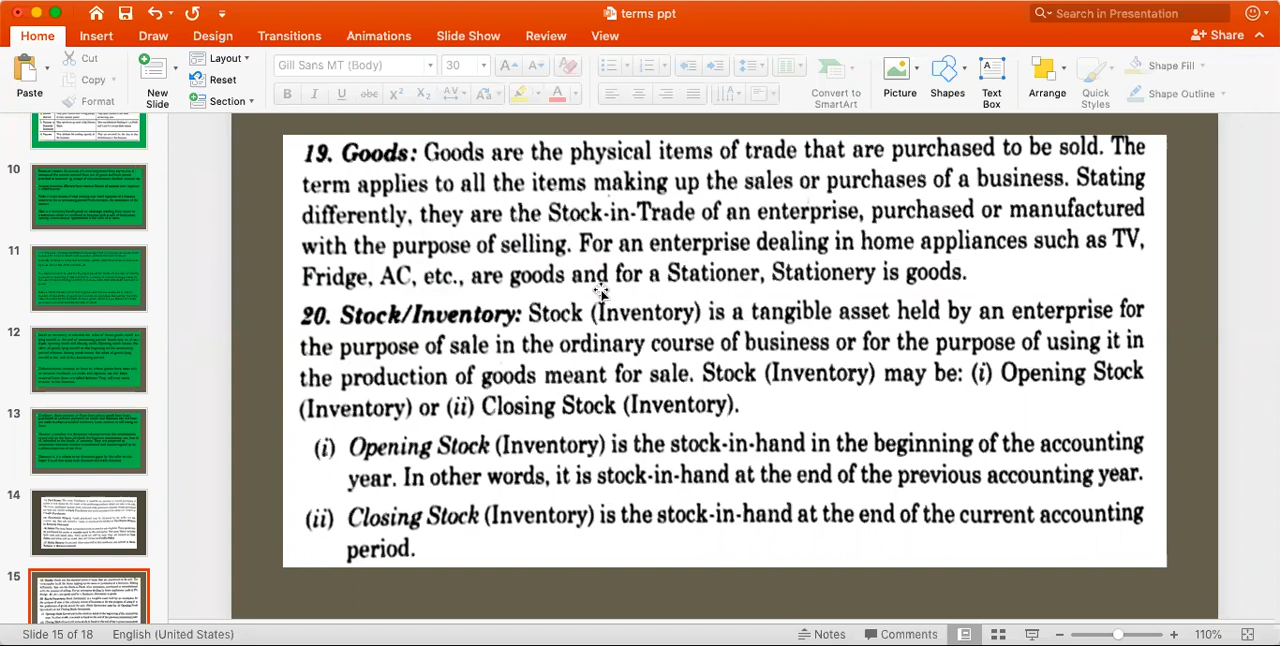 terms ppt
Search in Presentation
Home Insert Draw Design Transitions Animations Slide Show Review View Share
Paste Cut Copy Format New Slide Layout Reset Section Gill Sans MT (Body) 30 Convert to SmartArt Picture Shapes Text Box Arrange Quick Styles Shape Fill Shape Outline
19. Goods: Goods are the physical items of trade that are purchased to be sold. The
term applies to all the items making up the sales or purchases of a business. Stating
differently, they are the Stock-in-Trade of an enterprise, purchased or manufactured
with the purpose of selling. For an enterprise dealing in home appliances such as TV,
Fridge, AC, etc., are goods and for a Stationer, Stationery is goods.
20. Stock/Inventory: Stock (Inventory) is a tangible asset held by an enterprise for
the purpose of sale in the ordinary course of business or for the purpose of using it in
the production of goods meant for sale. Stock (Inventory) may be: (i) Opening Stock
(Inventory) or (ii) Closing Stock (Inventory).
(i) Opening Stock (Inventory) is the stock-in-hand in the beginning of the accounting
year. In other words, it is stock-in-hand at the end of the previous accounting year.
(ii) Closing Stock (Inventory) is the stock-in-hand at the end of the current accounting
period.
10
11
12
13
14
15
Slide 15 of 18 English (United States) Notes Comments 110%